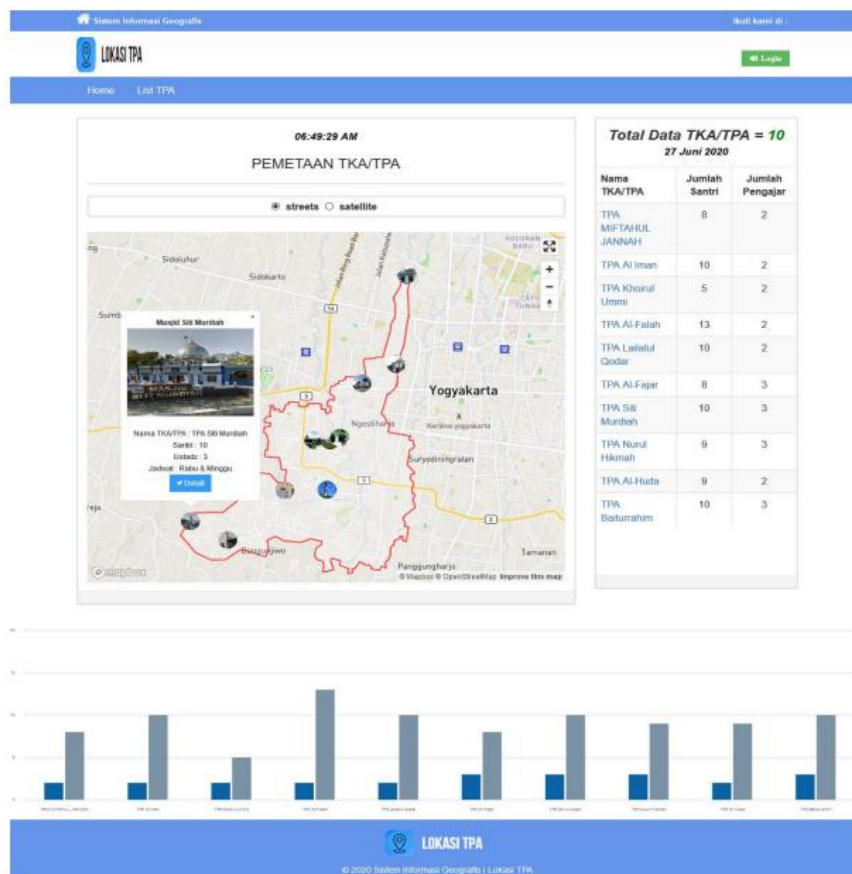 Sistem Informasi Geografis
Ikuti kami di :
LOKASI TPA
Login
Home List TPA
06:49:29 AM
PEMETAAN TKA/TPA
streets satellite
Sidoluhur
Sidokarto
Masjid Siti Murdiah
MASJID
SITI MURDIAH
Nama TKA/TPA : TPA Siti Murdiah
Santri : 10
Ustadz : 3
Jadwal : Rabu & Minggu
Detail
Yogyakarta
Ngestiharjo
Kraton yogyakarta
Suryodiningratan
Bangunjiwo
Panggungharjo
Tamanan
mapbox
© Mapbox © OpenStreetMap Improve this map
Total Data TKA/TPA = 10
27 Juni 2020
Nama TKA/TPA Jumlah Santri Jumlah Pengajar
TPA MIFTAHUL JANNAH 8 2
TPA Al Iman 10 2
TPA Khoirul Ummi 5 2
TPA Al-Falah 13 2
TPA Lailatul Qodar 10 2
TPA Al-Fajar 8 3
TPA Siti Murdiah 10 3
TPA Nurul Hikmah 9 3
TPA Al-Huda 9 2
TPA Baiturrahim 10 3
LOKASI TPA
© 2020 Sistem Informasi Geografis | Lokasi TPA